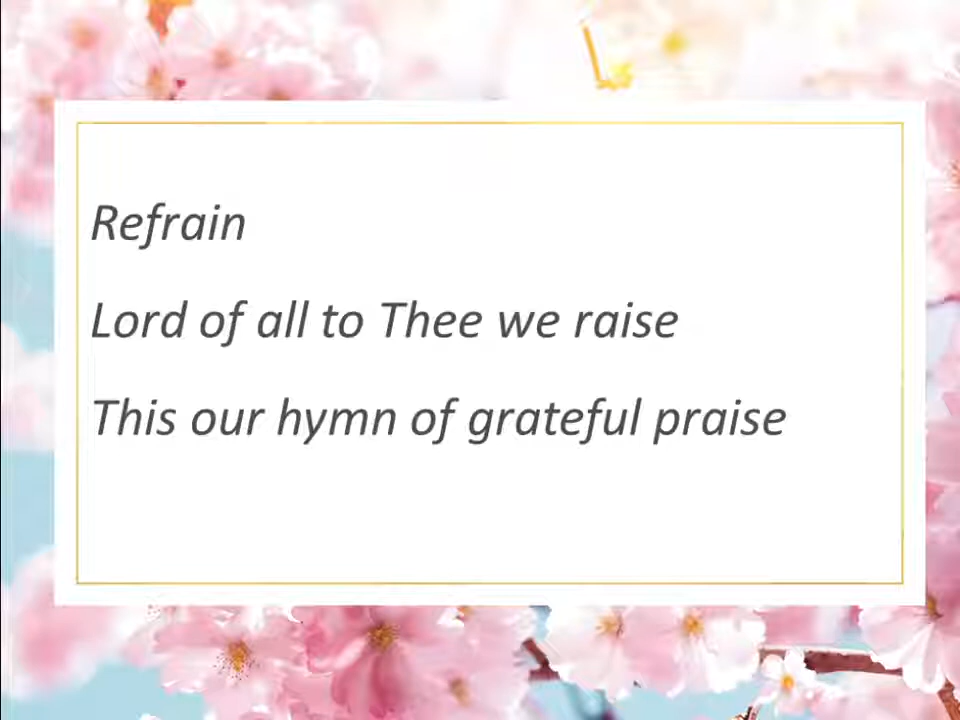 Refrain
Lord of all to Thee we raise
This our hymn of grateful praise